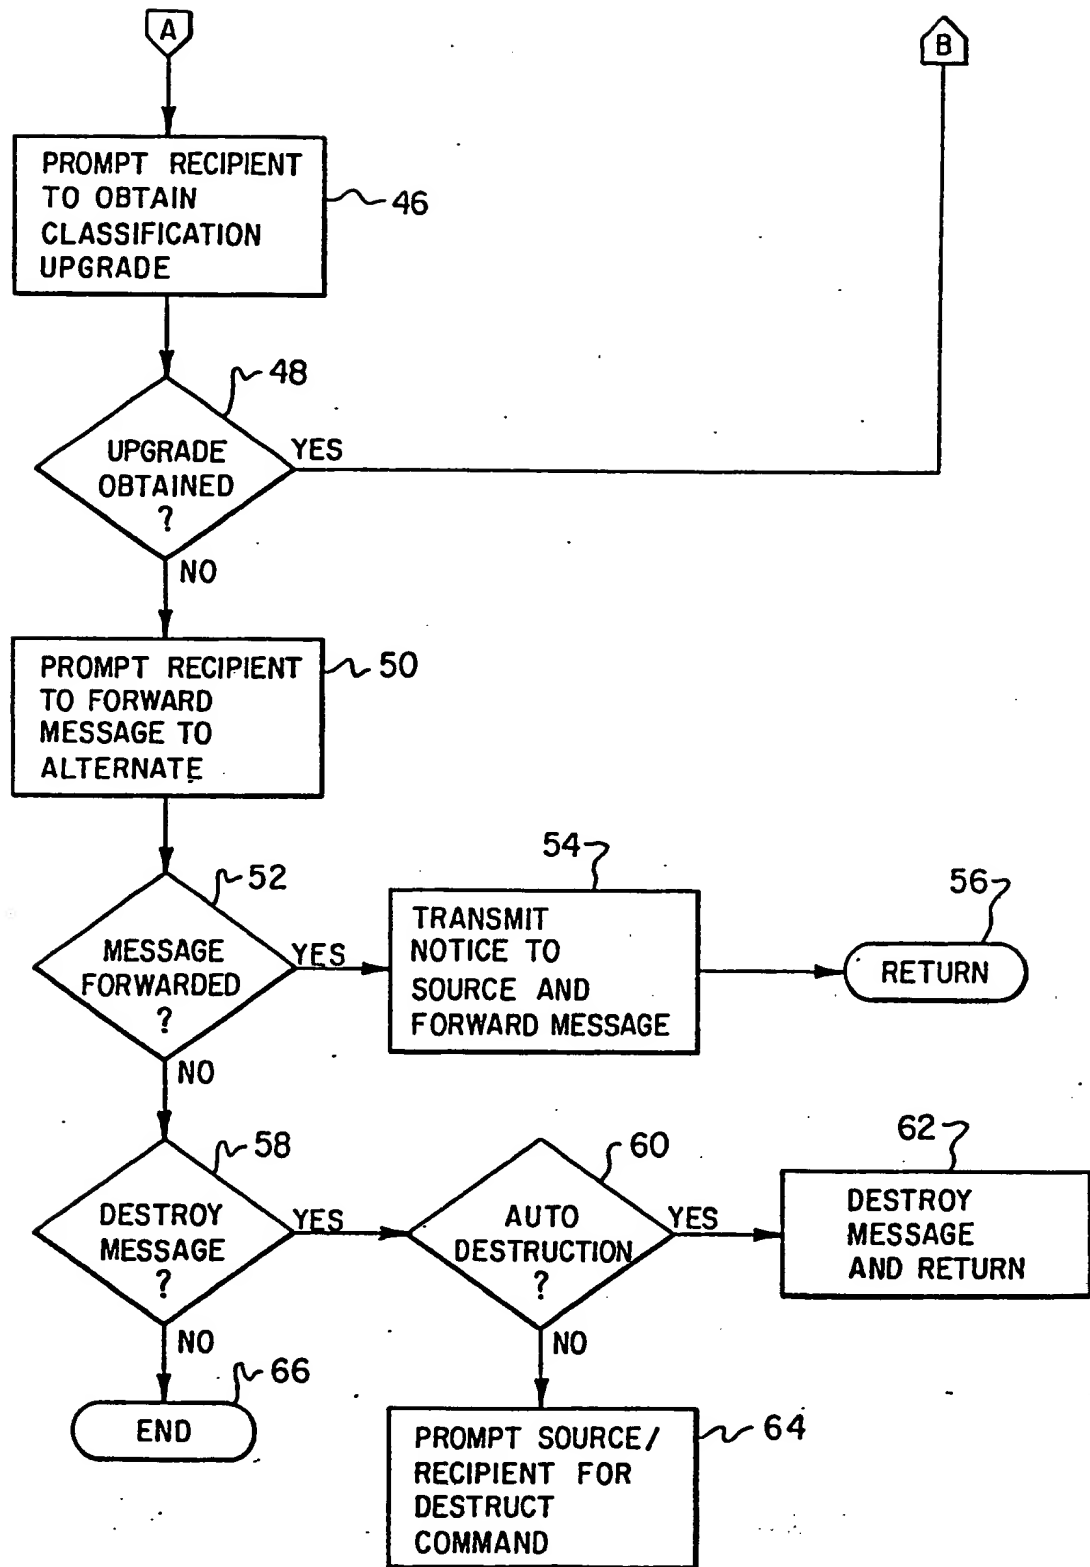 A
B
PROMPT RECIPIENT
TO OBTAIN
CLASSIFICATION
UPGRADE
46
48
UPGRADE
OBTAINED
?
YES
NO
PROMPT RECIPIENT
TO FORWARD
MESSAGE TO
ALTERNATE
50
52
MESSAGE
FORWARDED
?
YES
NO
54
TRANSMIT
NOTICE TO
SOURCE AND
FORWARD MESSAGE
56
RETURN
58
DESTROY
MESSAGE
?
YES
NO
60
AUTO
DESTRUCTION
?
YES
NO
62
DESTROY
MESSAGE
AND RETURN
66
END
PROMPT SOURCE/
RECIPIENT FOR
DESTRUCT
COMMAND
64